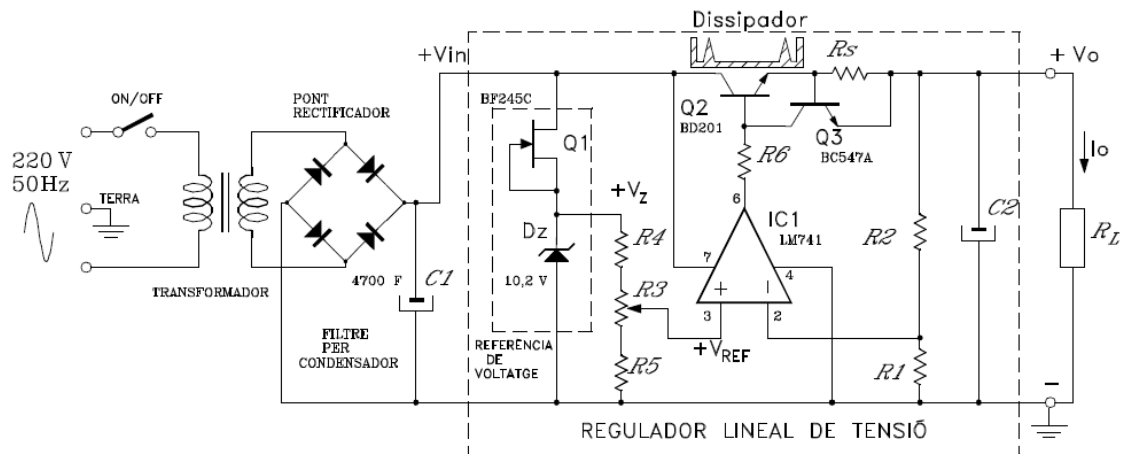 Dissipador
+Vin
Rs
+ Vo
ON/OFF
PONT
RECTIFICADOR
BF245C
Q1
Q2
BD201
Q3
BC547A
R6
Io
220 V
50Hz
TERRA
+VZ
6
IC1
LM741
R2
C2
RL
Dz
R4
7
4
TRANSFORMADOR
4700 F
C1
10,2 V
R3
+
−
3
2
FILTRE
PER
CONDENSADOR
REFERÈNCIA
DE
VOLTATGE
+VREF
R5
R1
−
REGULADOR LINEAL DE TENSIÓ